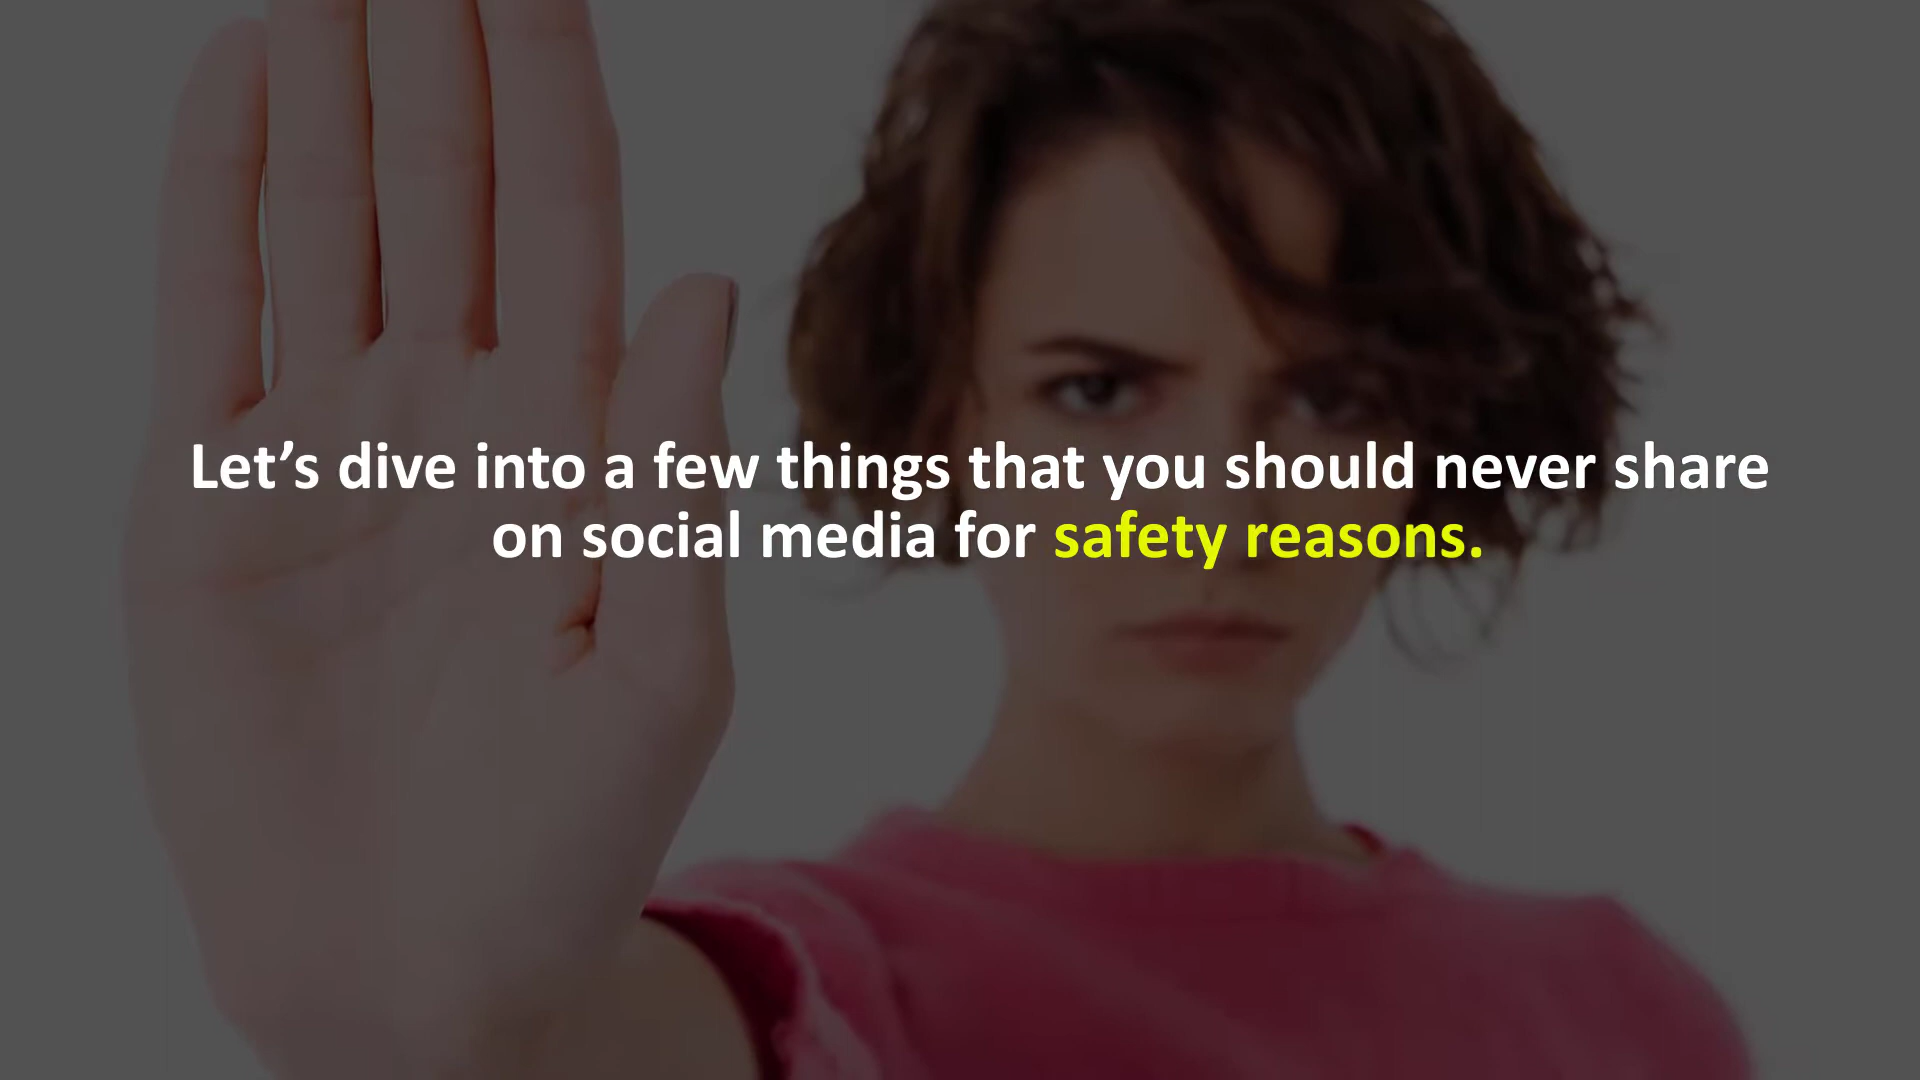 Let’s dive into a few things that you should never share
on social media for safety reasons.